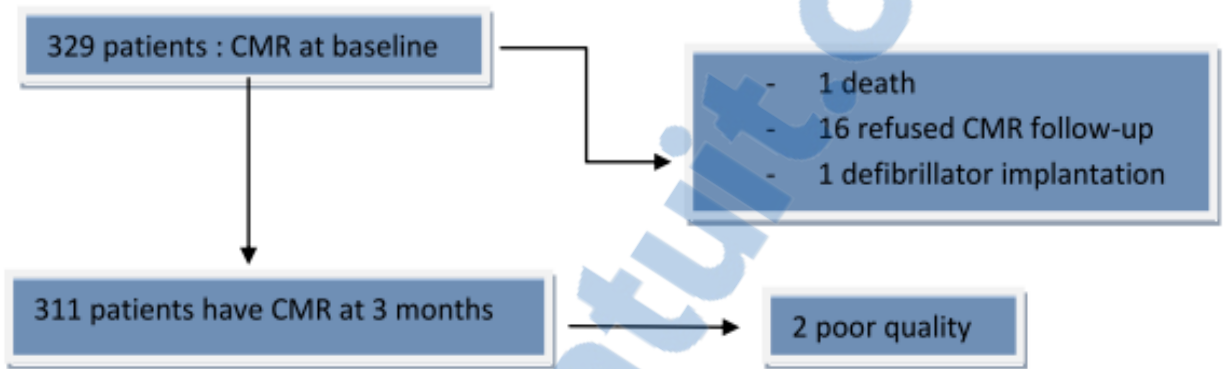 329 patients : CMR at baseline
- 1 death
- 16 refused CMR follow-up
- 1 defibrillator implantation
311 patients have CMR at 3 months
2 poor quality